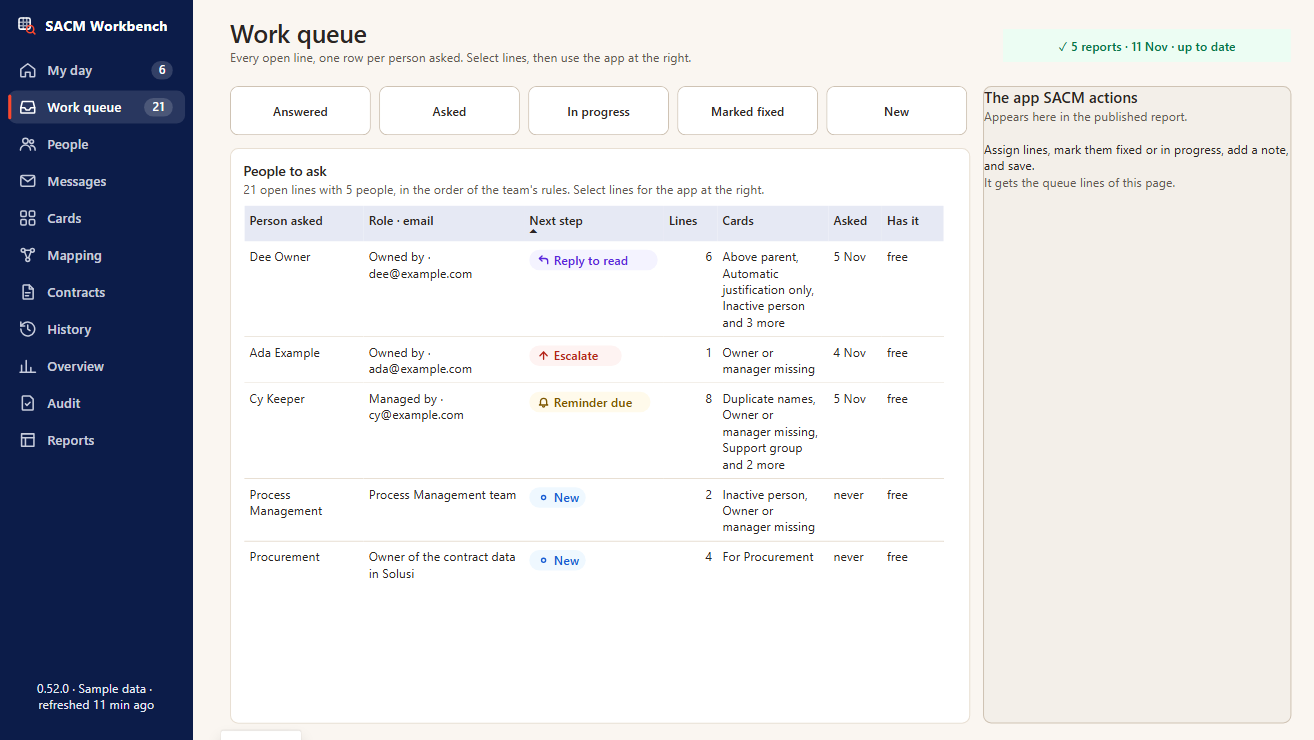 SACM Workbench
My day 6
Work queue 21
People
Messages
Cards
Mapping
Contracts
History
Overview
Audit
Reports
0.52.0 · Sample data ·
refreshed 11 min ago
Work queue
Every open line, one row per person asked. Select lines, then use the app at the right.
✓ 5 reports · 11 Nov · up to date
Answered
Asked
In progress
Marked fixed
New
People to ask
21 open lines with 5 people, in the order of the team's rules. Select lines for the app at the right.
Person asked Role · email Next step Lines Cards Asked Has it
Dee Owner Owned by · Reply to read 6 Above parent, 5 Nov free
dee@example.com Automatic
justification only,
Inactive person
and 3 more
Ada Example Owned by · Escalate 1 Owner or 4 Nov free
ada@example.com manager missing
Cy Keeper Managed by · Reminder due 8 Duplicate names, 5 Nov free
cy@example.com Owner or
manager missing,
Support group
and 2 more
Process Process Management team New 2 Inactive person, never free
Management Owner or
manager missing
Procurement Owner of the contract data New 4 For Procurement never free
in Solusi
The app SACM actions
Appears here in the published report.
Assign lines, mark them fixed or in progress, add a note,
and save.
It gets the queue lines of this page.